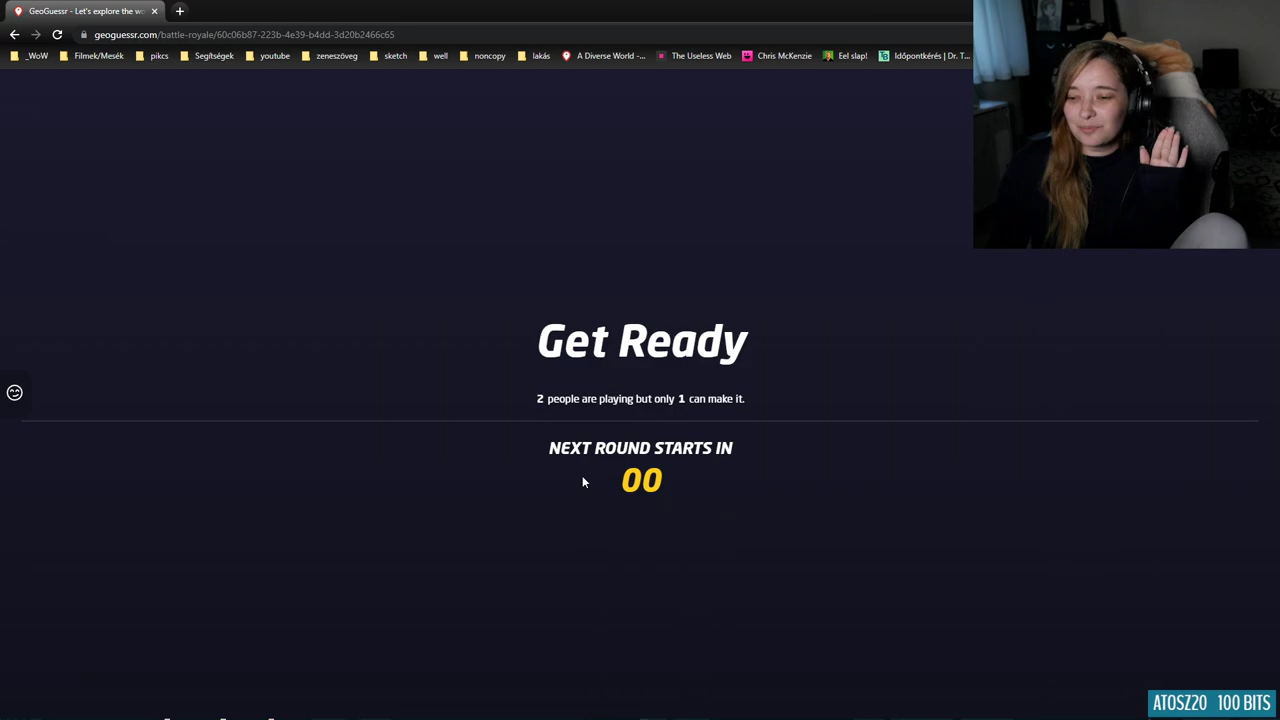 GeoGuessr - Let's explore the wo
geoguessr.com/battle-royale/60c06b87-223b-4e39-b4dd-3d20b2466c65
_WoW Filmek/Mesék pikcs Segítségek youtube zeneszöveg sketch well noncopy lakás A Diverse World -... The Useless Web Chris McKenzie Eel slap! Időpontkérés | Dr. T...
Get Ready
2 people are playing but only 1 can make it.
NEXT ROUND STARTS IN
00
ATOSZ20 100 BITS